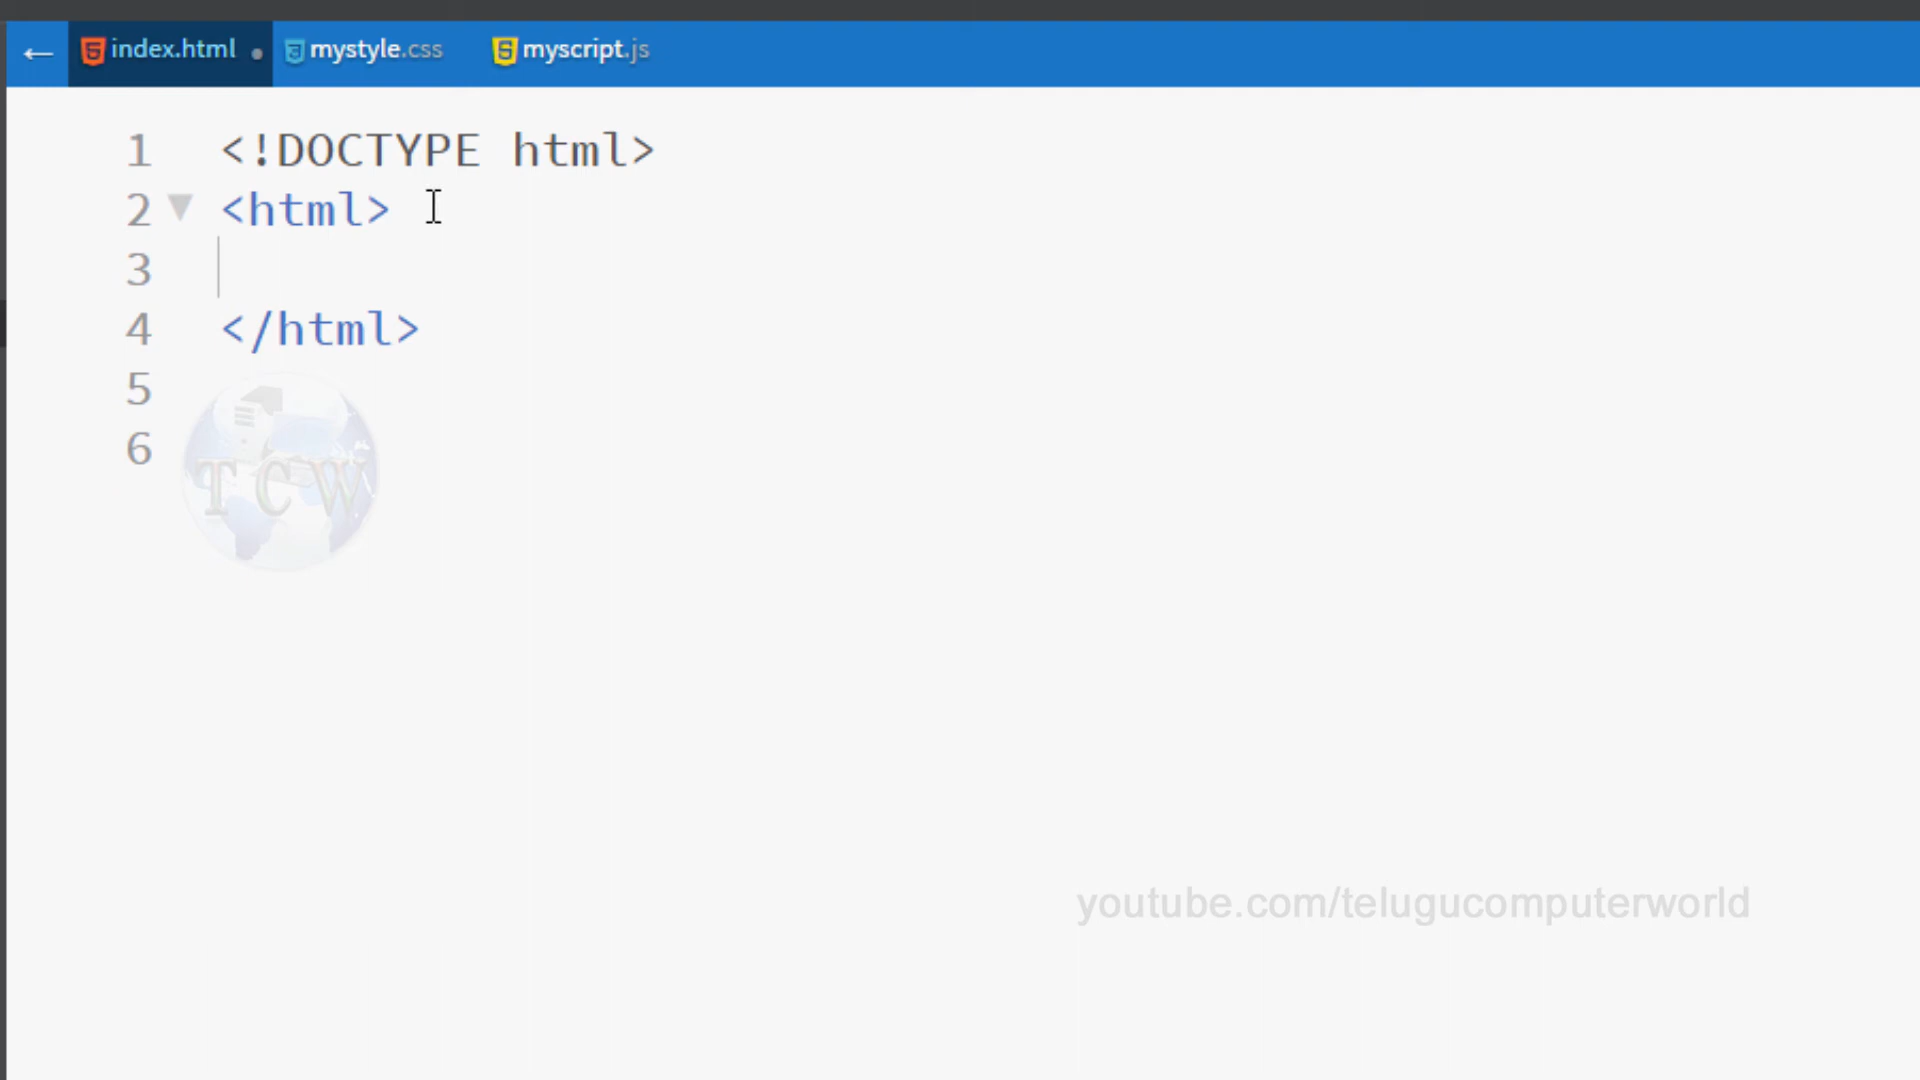 index.html mystyle.css myscript.js
1 <!DOCTYPE html>
2 <html>
3
4 </html>
5
6
TCW
youtube.com/telugucomputerworld